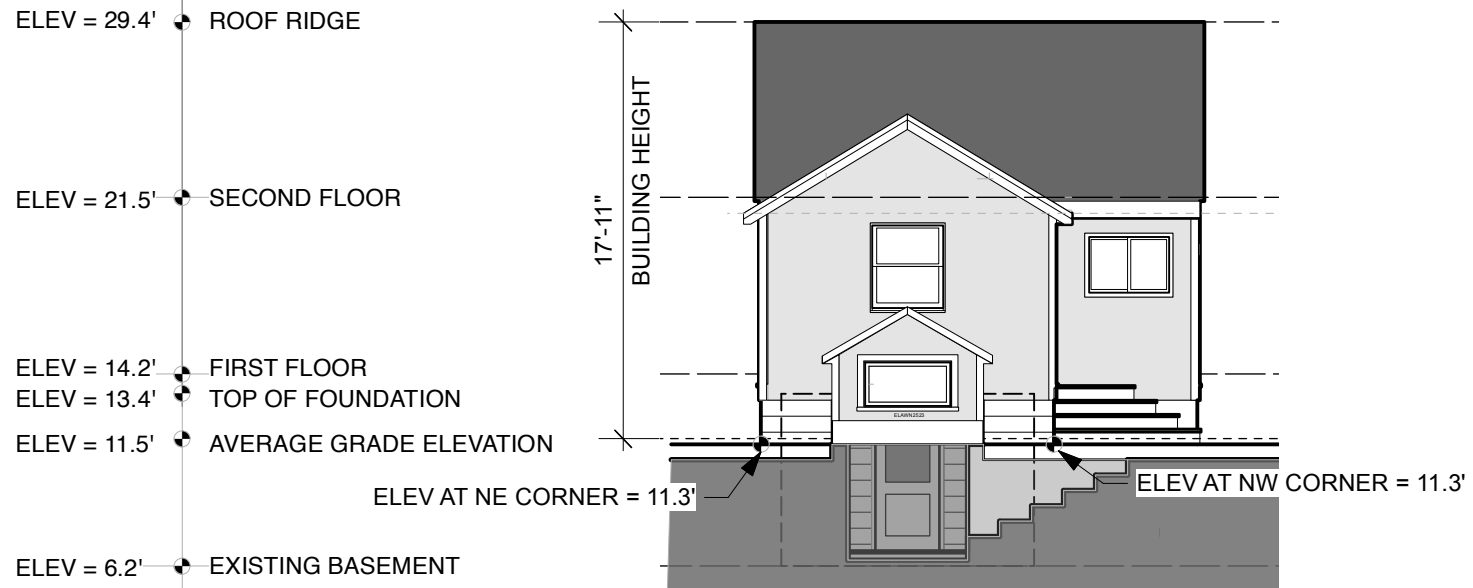 ELEV = 29.4' ROOF RIDGE
17'-11"
BUILDING HEIGHT
ELEV = 21.5' SECOND FLOOR
ELEV = 14.2' FIRST FLOOR
ELEV = 13.4' TOP OF FOUNDATION
ELAWN2523
ELEV = 11.5' AVERAGE GRADE ELEVATION
ELEV AT NE CORNER = 11.3'
ELEV AT NW CORNER = 11.3'
ELEV = 6.2' EXISTING BASEMENT